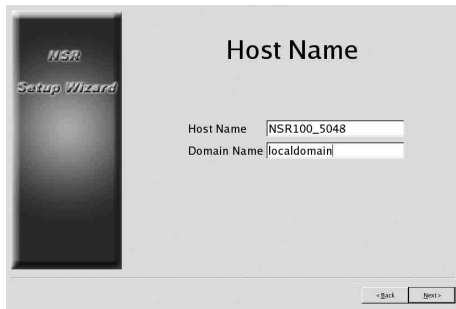 NSR
Setup Wizard
Host Name
Host Name NSR100_5048
Domain Name localdomain
<Back Next>